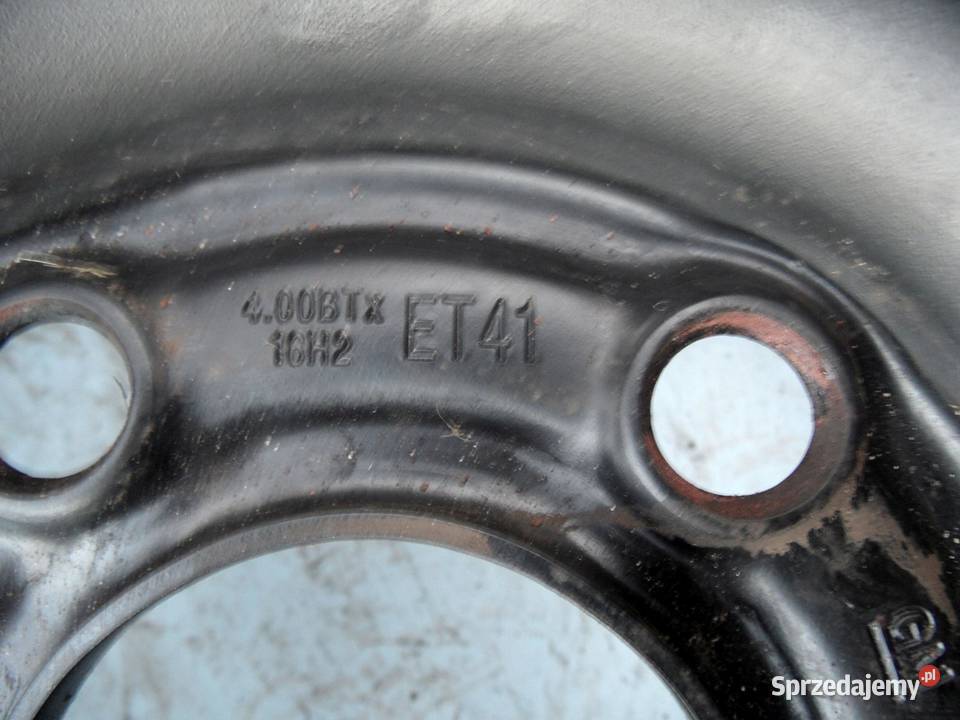 4.00BTX
16H2
ET41
Sprzedajemy.pl